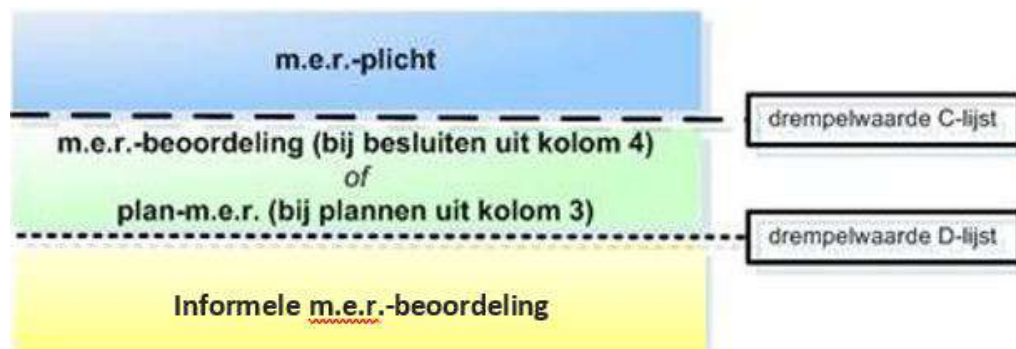 m.e.r.-plicht
drempelwaarde C-lijst
m.e.r.-beoordeling (bij besluiten uit kolom 4)
of
plan-m.e.r. (bij plannen uit kolom 3)
drempelwaarde D-lijst
Informele m.e.r.-beoordeling